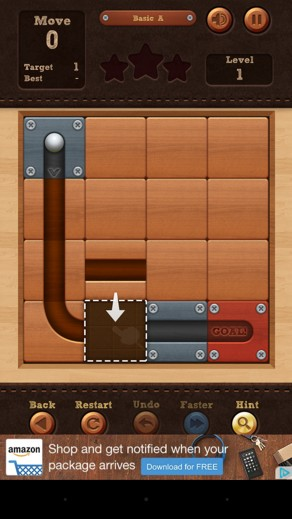 Move
0
Target 1
Best -
Basic A
Level
1
GOAL!
Back Restart Undo Faster Hint
amazon
Shop and get notified when your
package arrives
Download for FREE